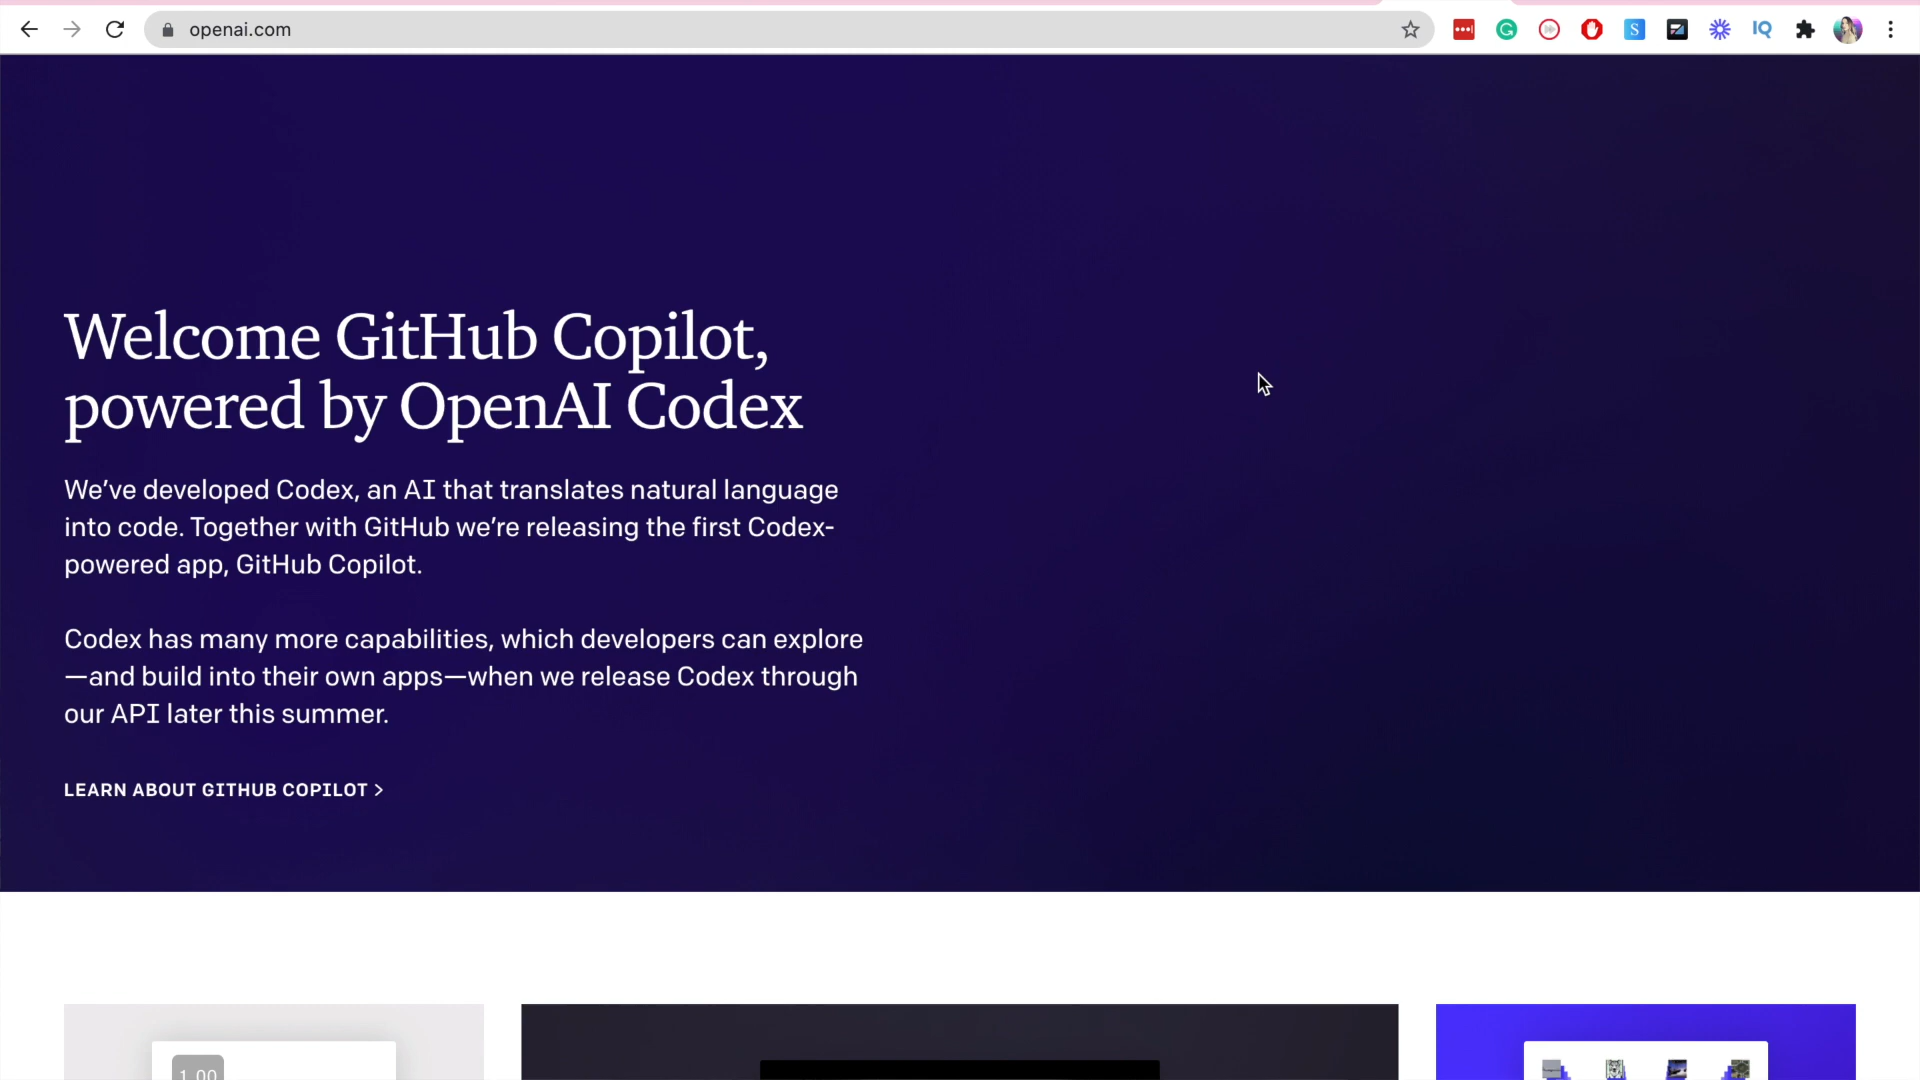 openai.com
S
IQ
Welcome GitHub Copilot,
powered by OpenAI Codex
We’ve developed Codex, an AI that translates natural language
into code. Together with GitHub we’re releasing the first Codex-
powered app, GitHub Copilot.
Codex has many more capabilities, which developers can explore
—and build into their own apps—when we release Codex through
our API later this summer.
LEARN ABOUT GITHUB COPILOT >
1.00